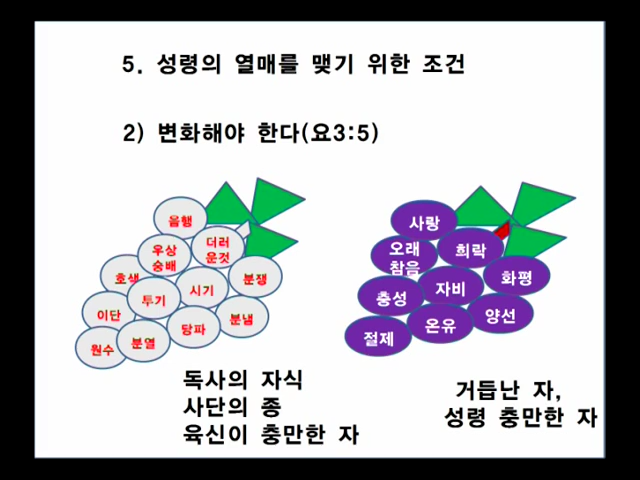 5. 성령의 열매를 맺기 위한 조건
2) 변화해야 한다(요3:5)
음행
우상
숭배
더러
운것
호색
투기
시기
분쟁
이단
탕파
분냄
원수
분열
독사의 자식
사단의 종
육신이 충만한 자
사랑
오래
참음
희락
충성
자비
화평
절제
온유
양선
거듭난 자,
성령 충만한 자